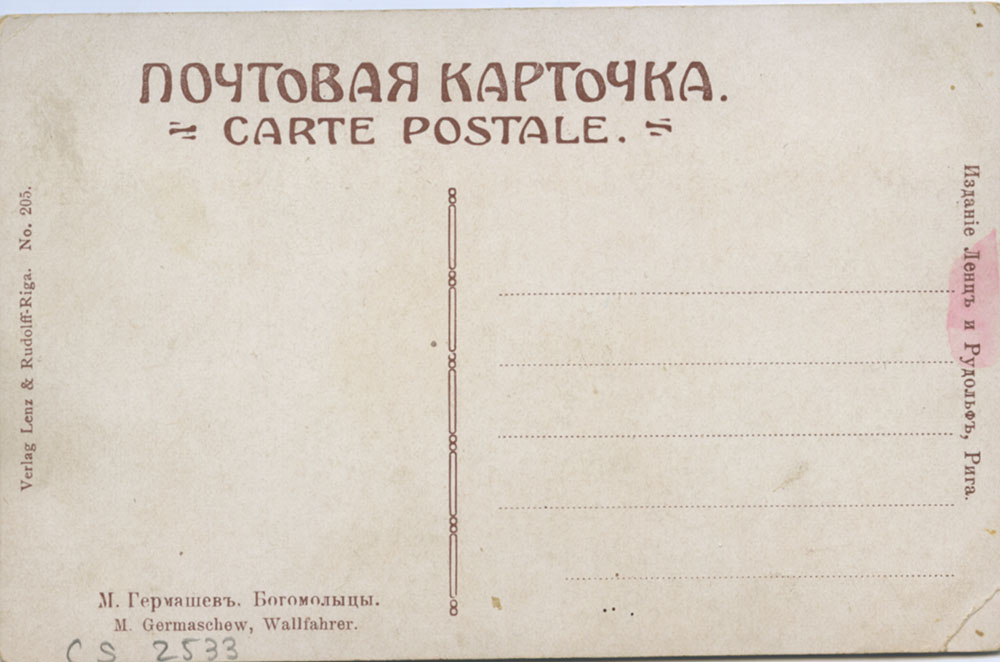 ПОЧТОВАЯ КАРТОЧКА.
CARTE POSTALE.
Verlag Lenz & Rudolff-Riga. No. 205.
Изданіе Ленцъ и Рудольфъ, Рига.
М. Гермашевъ. Богомольцы.
M. Germaschew, Wallfahrer.
CS 2533